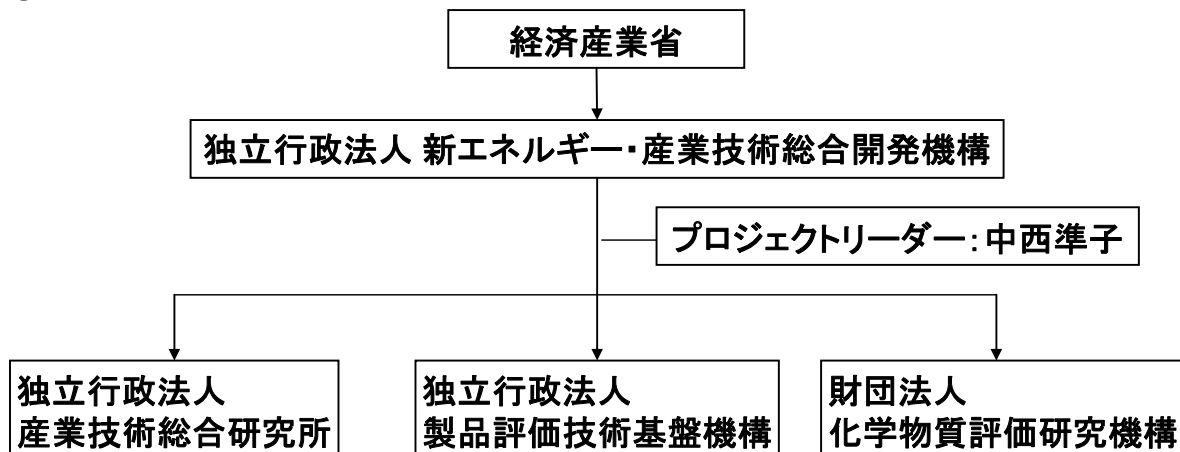 経済産業省
独立行政法人 新エネルギー・産業技術総合開発機構
プロジェクトリーダー：中西準子
独立行政法人
産業技術総合研究所
独立行政法人
製品評価技術基盤機構
財団法人
化学物質評価研究機構